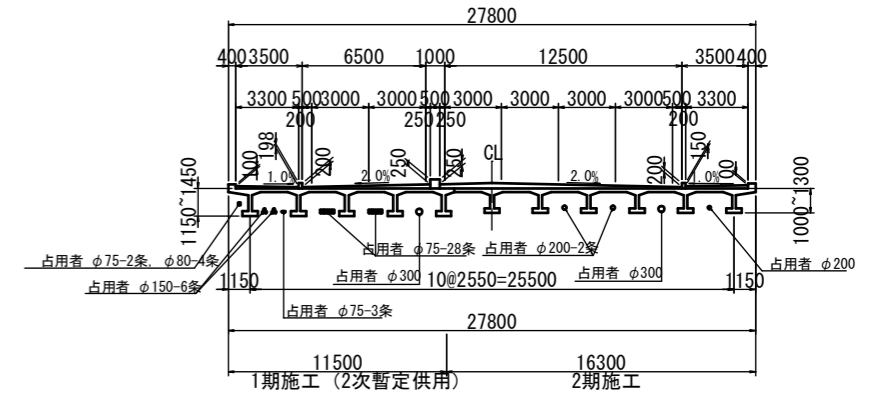 27800
400 3500 6500 1000 12500 3500 400
3300 500 3000 3000 500 3000 3000 3000 3000 500 3300
200 250 250 200
198 200 250 250 CL 200 150
1.0% 2.0% 2.0% 1.0%
1150~1450
1000~1300
占用者 φ75-2条, φ80-4条
占用者 φ75-28条
占用者 φ200-2条
占用者 φ200
占用者 φ150-6条
占用者 φ300
占用者 φ300
1150 10@2550=25500 1150
占用者 φ75-3条
27800
11500 16300
1期施工 (2次暫定供用) 2期施工